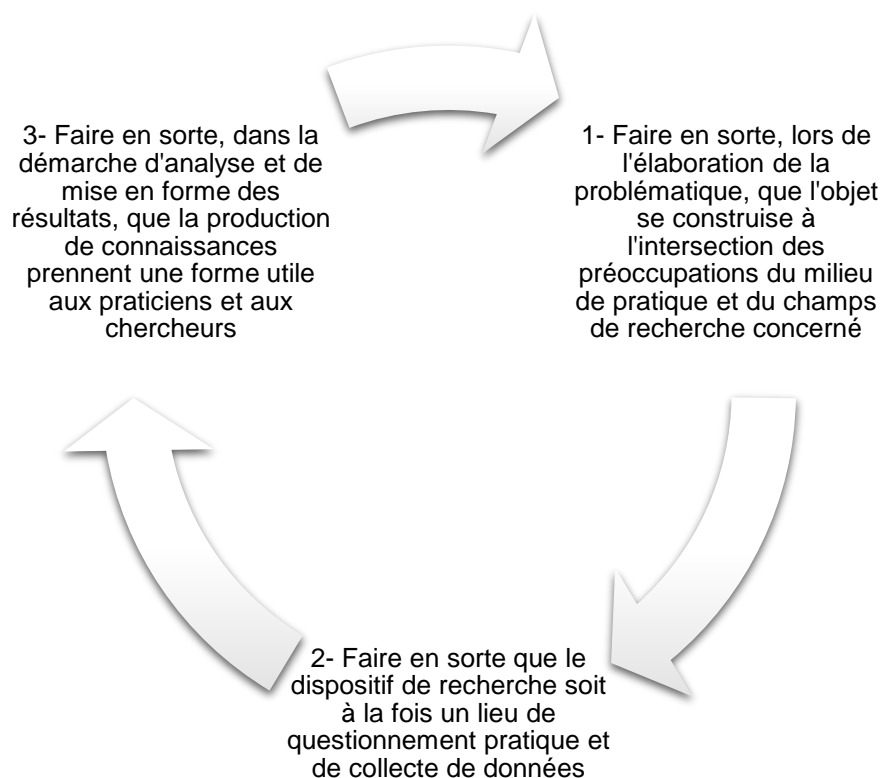 1- Faire en sorte, lors de
l'élaboration de la
problématique, que l'objet
se construise à
l'intersection des
préoccupations du milieu
de pratique et du champs
de recherche concerné
2- Faire en sorte que le
dispositif de recherche soit
à la fois un lieu de
questionnement pratique et
de collecte de données
3- Faire en sorte, dans la
démarche d'analyse et de
mise en forme des
résultats, que la production
de connaissances
prennent une forme utile
aux praticiens et aux
chercheurs